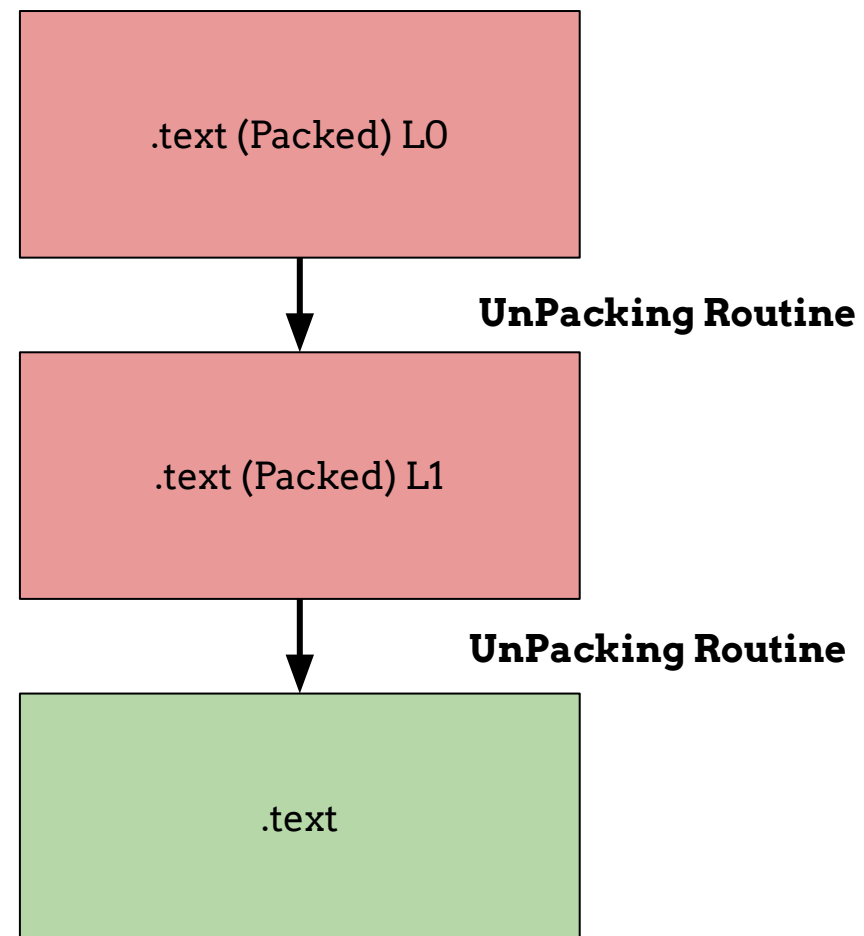 .text (Packed) L0
UnPacking Routine
.text (Packed) L1
UnPacking Routine
.text